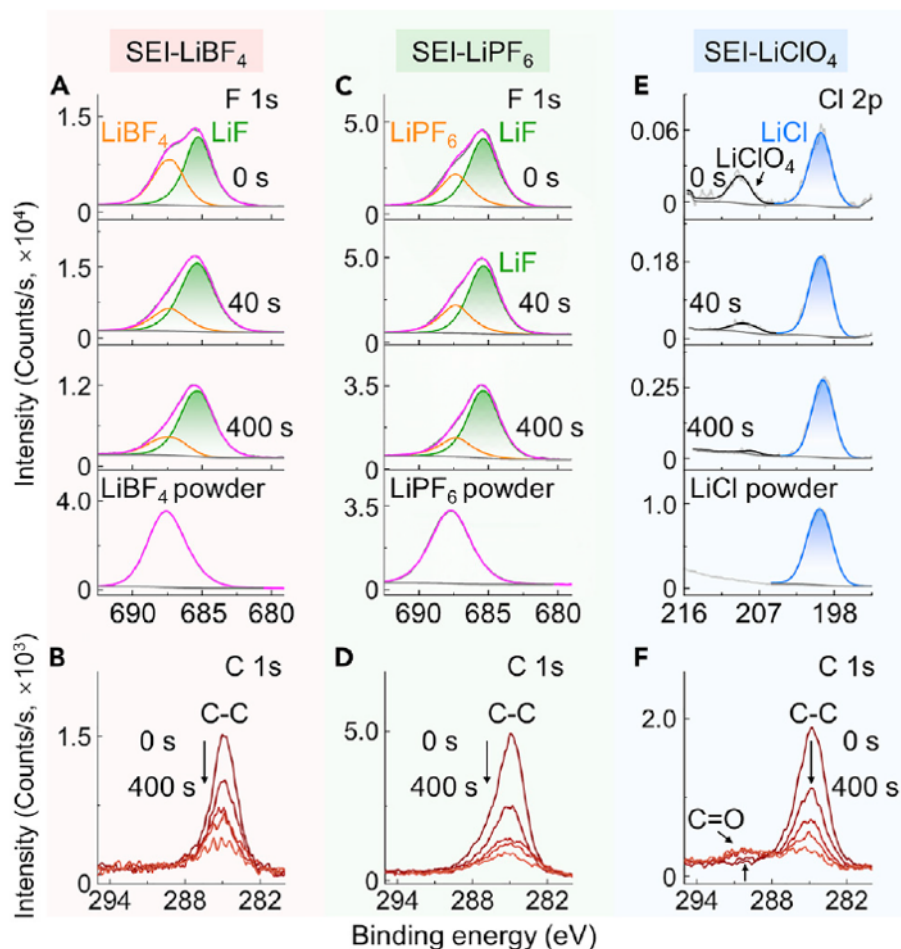 SEI-LiBF₄
SEI-LiPF₆
SEI-LiClO₄
Intensity (Counts/s, ×10⁴)
A
F 1s
LiBF₄
LiF
0 s
1.5
0
40 s
1.5
0
400 s
1.2
0
LiBF₄ powder
4.0
0
690 685 680
C
F 1s
LiPF₆
LiF
0 s
5.0
0
LiF
40 s
5.0
0
400 s
3.5
0
LiPF₆ powder
3.5
0
690 685 680
E
Cl 2p
LiCl
LiClO₄
0 s
0.06
0
40 s
0.18
0
400 s
0.25
0
LiCl powder
1.0
0
216 207 198
Intensity (Counts/s, ×10³)
B
C 1s
C-C
0 s
400 s
1.5
0
294 288 282
D
C 1s
C-C
0 s
400 s
5.0
0
294 288 282
F
C 1s
C-C
0 s
400 s
C=O
2.0
0
294 288 282
Binding energy (eV)